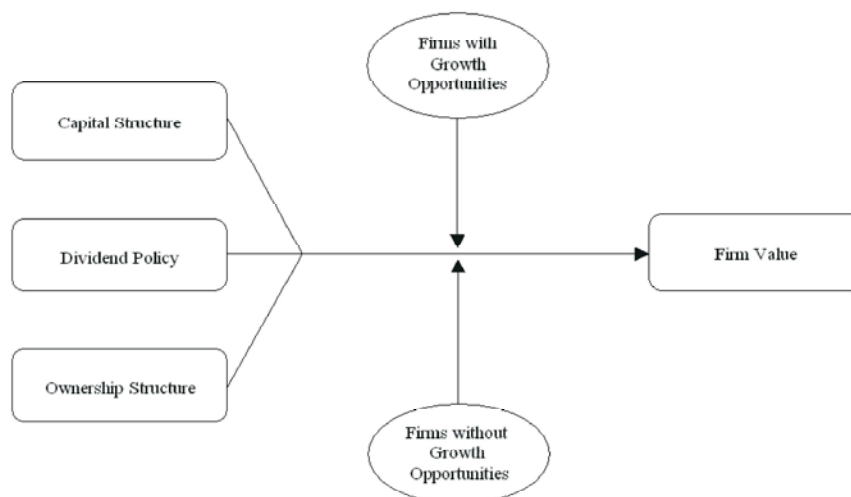 Firms with
Growth
Opportunities
Capital Structure
Dividend Policy
Firm Value
Ownership Structure
Firms without
Growth
Opportunities